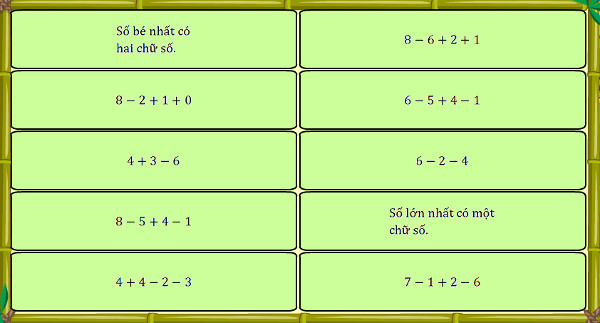 Số bé nhất có
hai chữ số.
8 − 6 + 2 + 1
8 − 2 + 1 + 0
6 − 5 + 4 − 1
4 + 3 − 6
6 − 2 − 4
8 − 5 + 4 − 1
Số lớn nhất có một
chữ số.
4 + 4 − 2 − 3
7 − 1 + 2 − 6